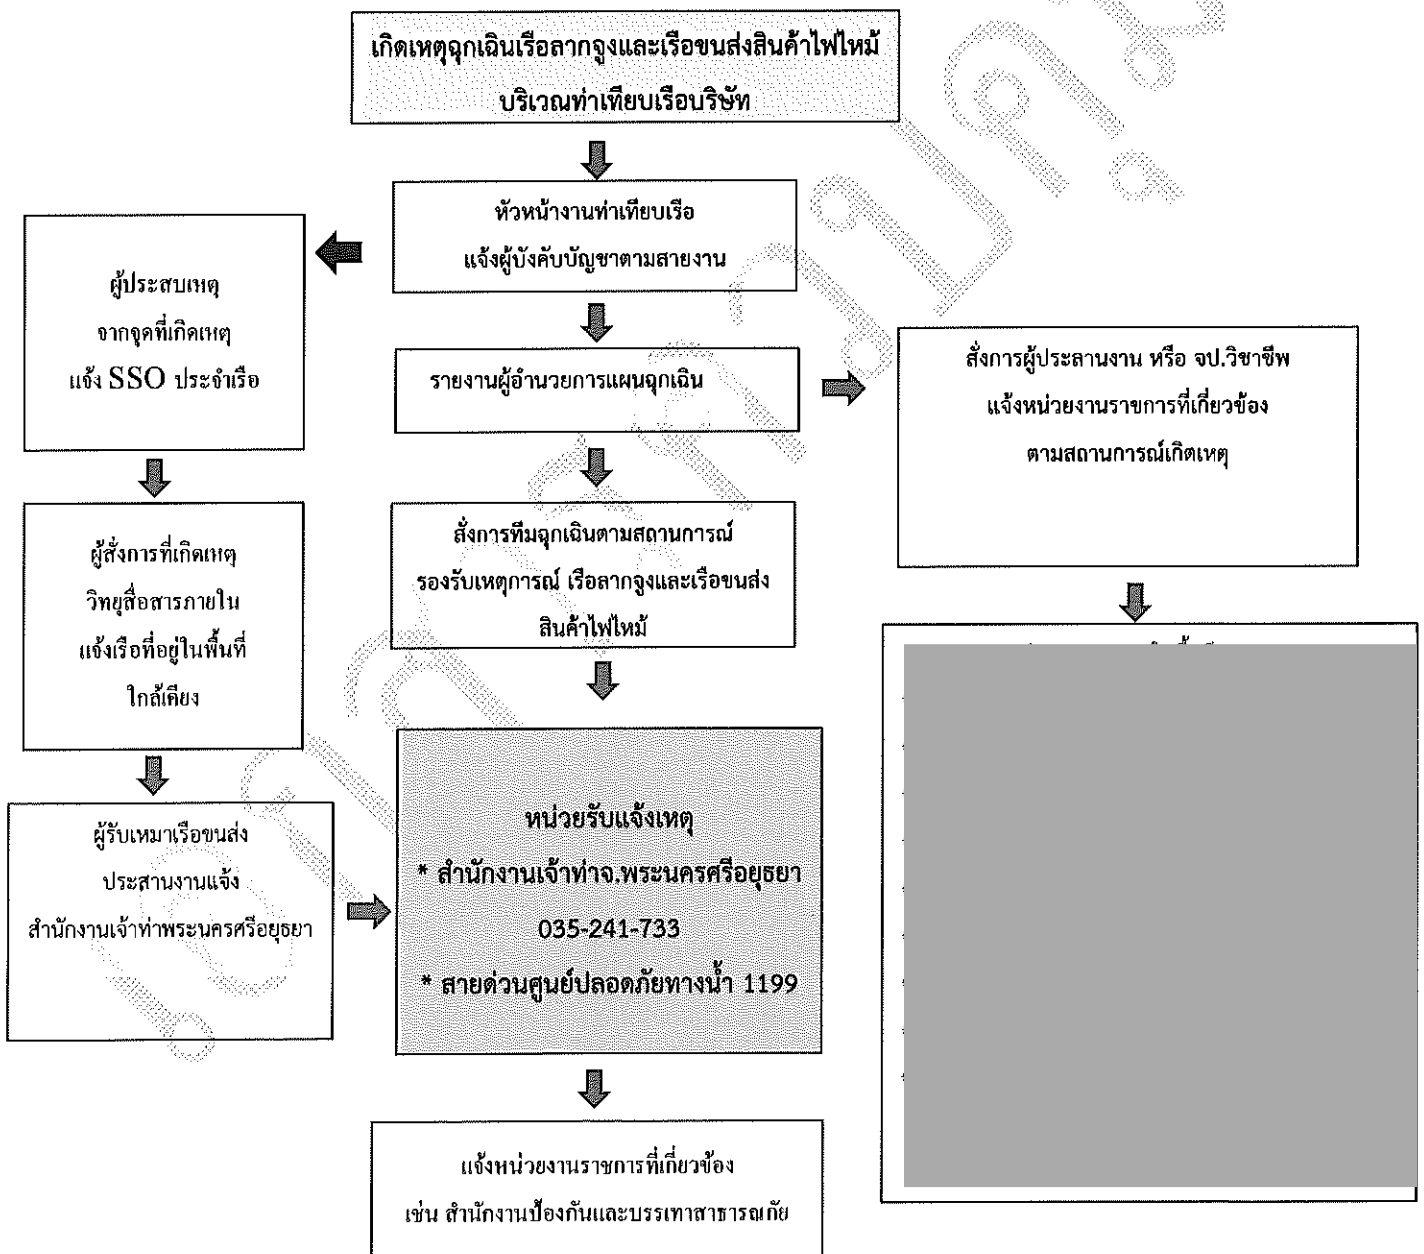 เกิดเหตุฉุกเฉินเรือลากจูงและเรือขนส่งสินค้าไฟไหม้
บริเวณท่าเทียบเรือบริษัท
หัวหน้างานท่าเทียบเรือ
แจ้งผู้บังคับบัญชาตามสายงาน
ผู้ประสบเหตุ
จากจุดที่เกิดเหตุ
แจ้ง SSO ประจำเรือ
รายงานผู้อำนวยการแผนฉุกเฉิน
สั่งการผู้ประลานงาน หรือ จป.วิชาชีพ
แจ้งหน่วยงานราชการที่เกี่ยวข้อง
ตามสถานการณ์เกิดเหตุ
สั่งการทีมฉุกเฉินตามสถานการณ์
รองรับเหตุการณ์ เรือลากจูงและเรือขนส่ง
สินค้าไฟไหม้
ผู้สั่งการที่เกิดเหตุ
วิทยุสื่อสารภายใน
แจ้งเรือที่อยู่ในพื้นที่
ใกล้เคียง
ผู้รับเหมาเรือขนส่ง
ประสานงานแจ้ง
สำนักงานเจ้าท่าพระนครศรีอยุธยา
หน่วยรับแจ้งเหตุ
* สำนักงานเจ้าท่าจ.พระนครศรีอยุธยา
035-241-733
* สายด่วนศูนย์ปลอดภัยทางน้ำ 1199
แจ้งหน่วยงานราชการที่เกี่ยวข้อง
เช่น สำนักงานป้องกันและบรรเทาสาธารณภัย